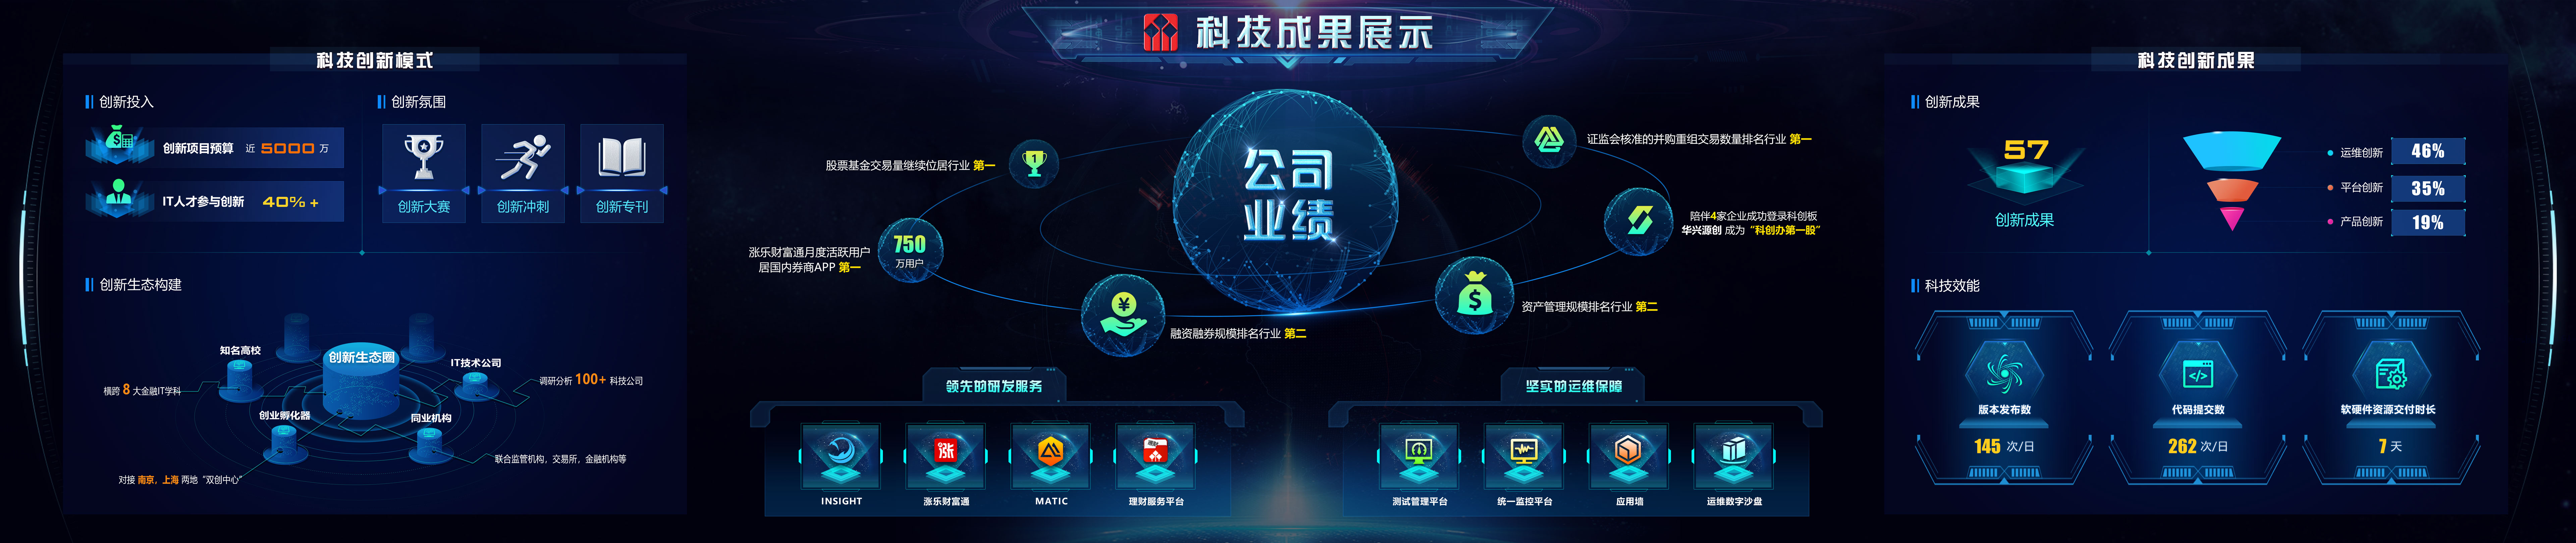 科技成果展示
科技创新模式
创新投入
创新项目预算 近 5000 万
IT人才参与创新 40% +
创新氛围
创新大赛
创新冲刺
创新专刊
创新生态构建
创新生态圈
知名高校
横跨 8 大金融IT学科
IT技术公司
调研分析 100+ 科技公司
创业孵化器
对接 南京，上海 两地 “双创中心”
同业机构
联合监管机构，交易所，金融机构等
公司
业绩
股票基金交易量继续位居行业 第一
1
涨乐财富通月度活跃用户
居国内券商APP 第一
750
万用户
融资融券规模排名行业 第二
证监会核准的并购重组交易数量排名行业 第一
陪伴4家企业成功登录科创板
华兴源创 成为 “科创办第一股”
资产管理规模排名行业 第二
领先的研发服务
INSIGHT
涨
涨乐财富通
MATIC
理财服务平台
坚实的运维保障
测试管理平台
统一监控平台
应用墙
运维数字沙盘
科技创新成果
创新成果
57
创新成果
运维创新 46%
平台创新 35%
产品创新 19%
科技效能
版本发布数
145 次/日
代码提交数
262 次/日
软硬件资源交付时长
7 天